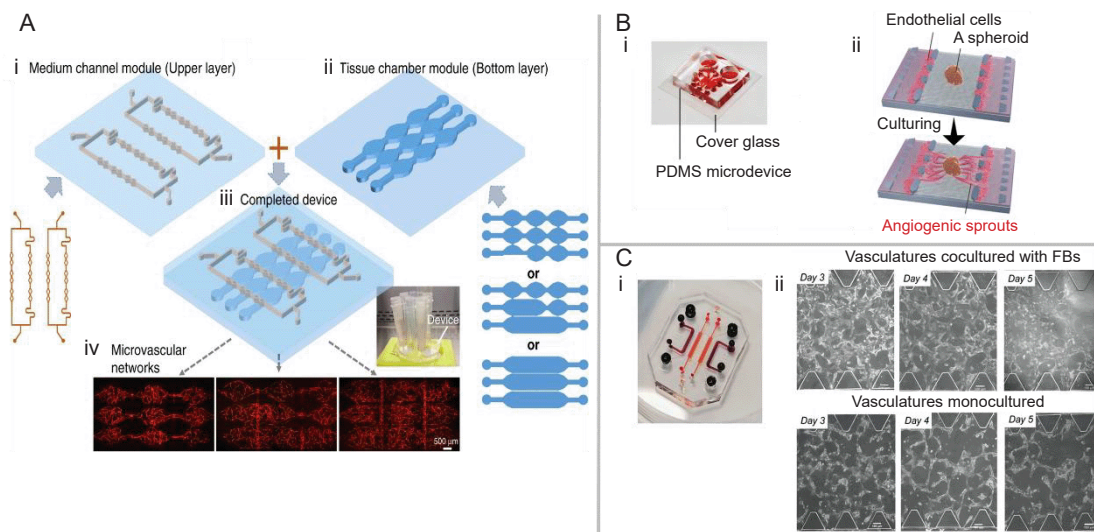 A
i Medium channel module (Upper layer)
ii Tissue chamber module (Bottom layer)
+
iii Completed device
or
or
Device
iv Microvascular
networks
500 µm
B
i
Cover glass
PDMS microdevice
ii
Endothelial cells
A spheroid
Culturing
Angiogenic sprouts
C
i
ii
Vasculatures cocultured with FBs
Day 3
Day 4
Day 5
Vasculatures monocultured
Day 3
Day 4
Day 5